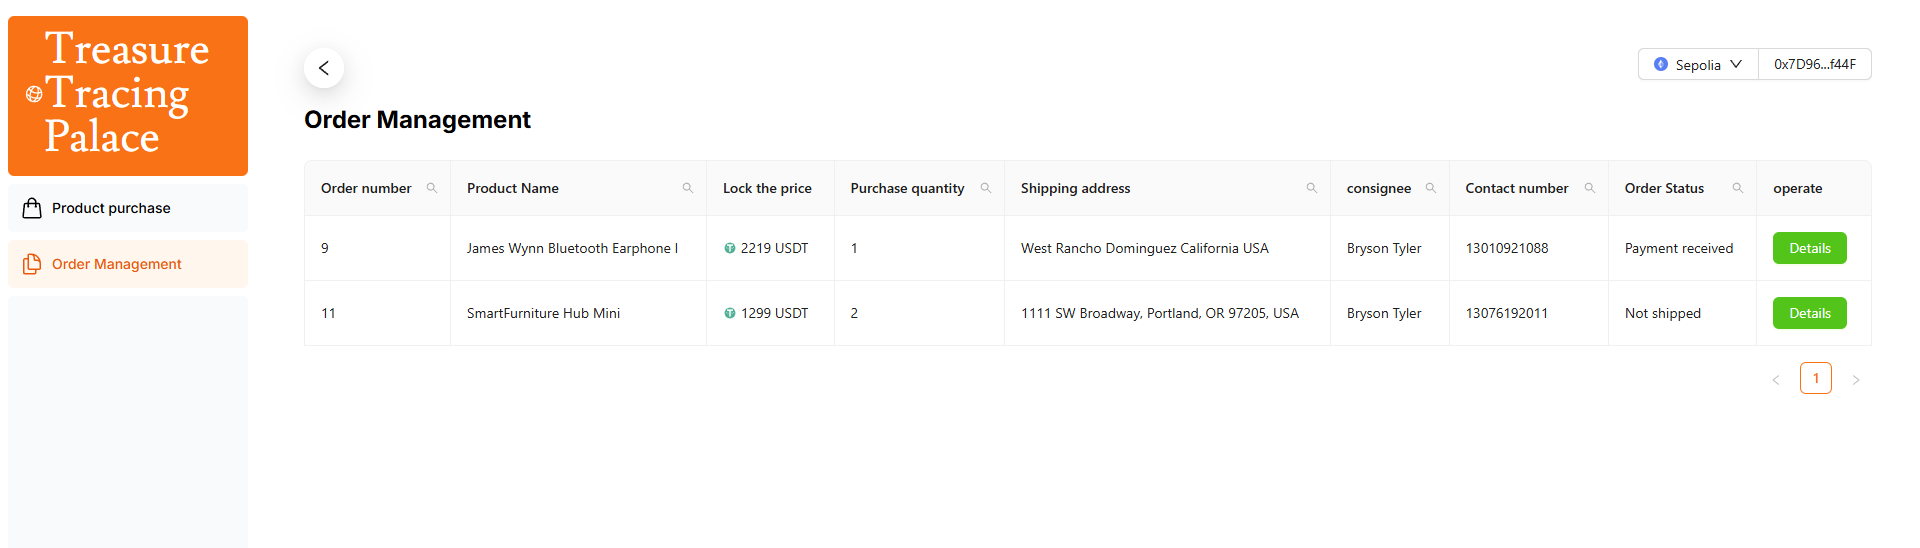 Treasure
Tracing
Palace
Product purchase
Order Management
Sepolia 0x7D96...f44F
Order Management
Order number Product Name Lock the price Purchase quantity Shipping address consignee Contact number Order Status operate
9 James Wynn Bluetooth Earphone I 2219 USDT 1 West Rancho Dominguez California USA Bryson Tyler 13010921088 Payment received Details
11 SmartFurniture Hub Mini 1299 USDT 2 1111 SW Broadway, Portland, OR 97205, USA Bryson Tyler 13076192011 Not shipped Details
1